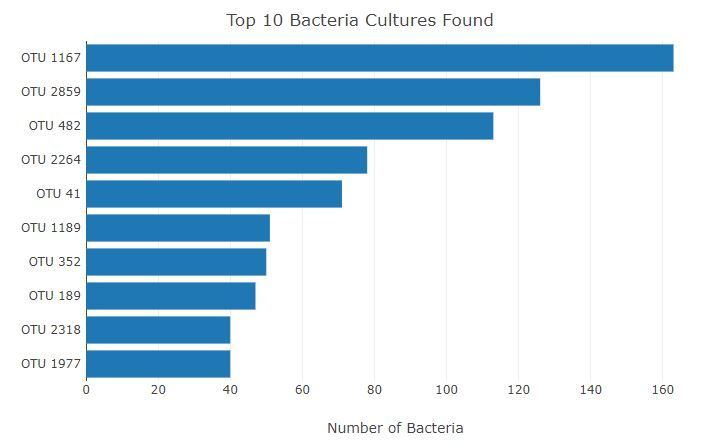 Top 10 Bacteria Cultures Found
OTU 1167
OTU 2859
OTU 482
OTU 2264
OTU 41
OTU 1189
OTU 352
OTU 189
OTU 2318
OTU 1977
0 20 40 60 80 100 120 140 160
Number of Bacteria